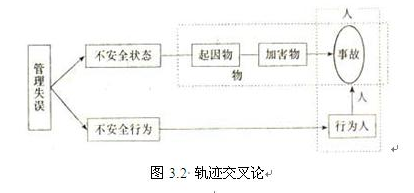 人
管理失误
不安全状态
起因物
加害物
事故
物
人
不安全行为
行为人
图 3.2 轨迹交叉论